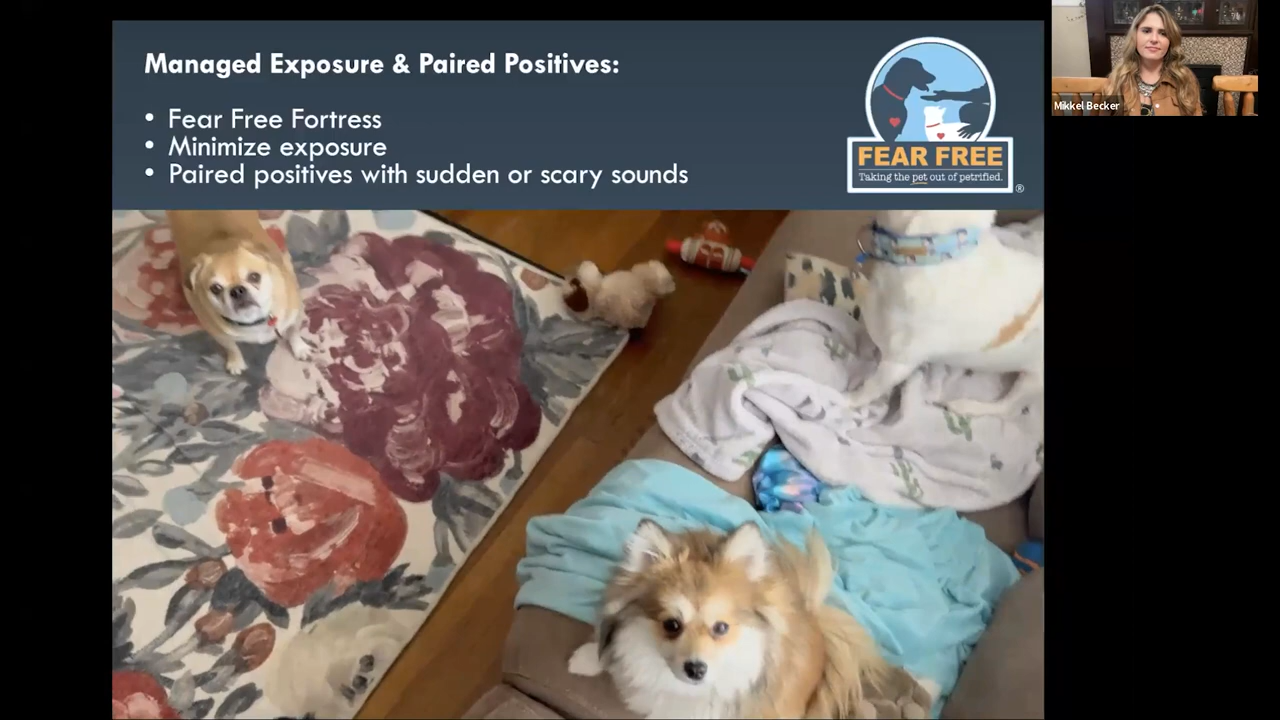 Managed Exposure & Paired Positives:
• Fear Free Fortress
• Minimize exposure
• Paired positives with sudden or scary sounds
FEAR FREE
Taking the pet out of petrified.
®
Mikkel Becker